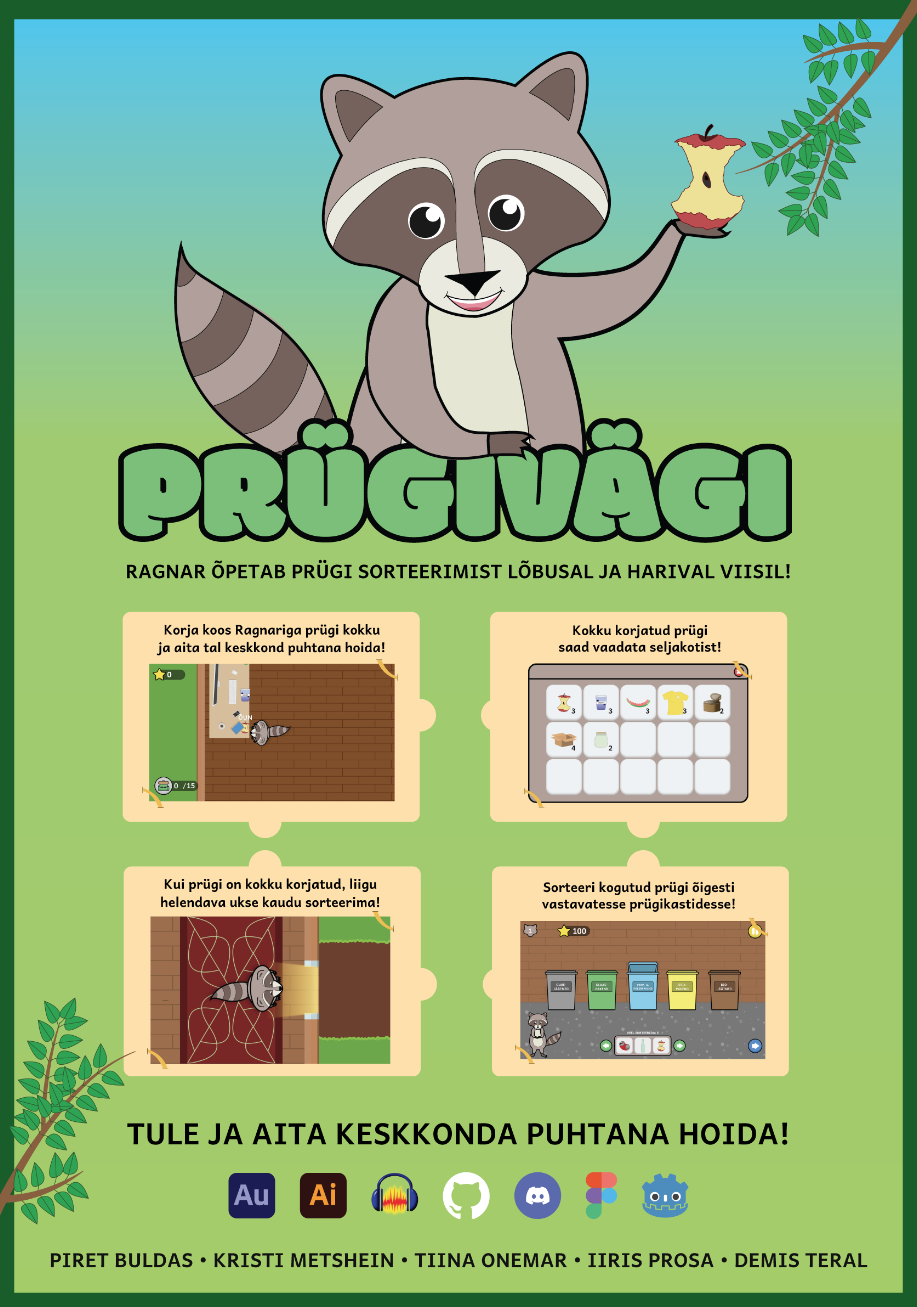 PRÜGIVÄGI
RAGNAR ÕPETAB PRÜGI SORTEERIMIST LÕBUSAL JA HARIVAL VIISIL!
Korja koos Ragnariga prügi kokku
ja aita tal keskkond puhtana hoida!
0
0 /15
Kokku korjatud prügi
saad vaadata seljakotist!
3
3
3
3
2
4
2
Kui prügi on kokku korjatud, liigu
helendava ukse kaudu sorteerima!
Sorteeri kogutud prügi õigesti
vastavatesse prügikastidesse!
100
TULE JA AITA KESKKONDA PUHTANA HOIDA!
Au
Ai
PIRET BULDAS • KRISTI METSHEIN • TIINA ONEMAR • IIRIS PROSA • DEMIS TERAL